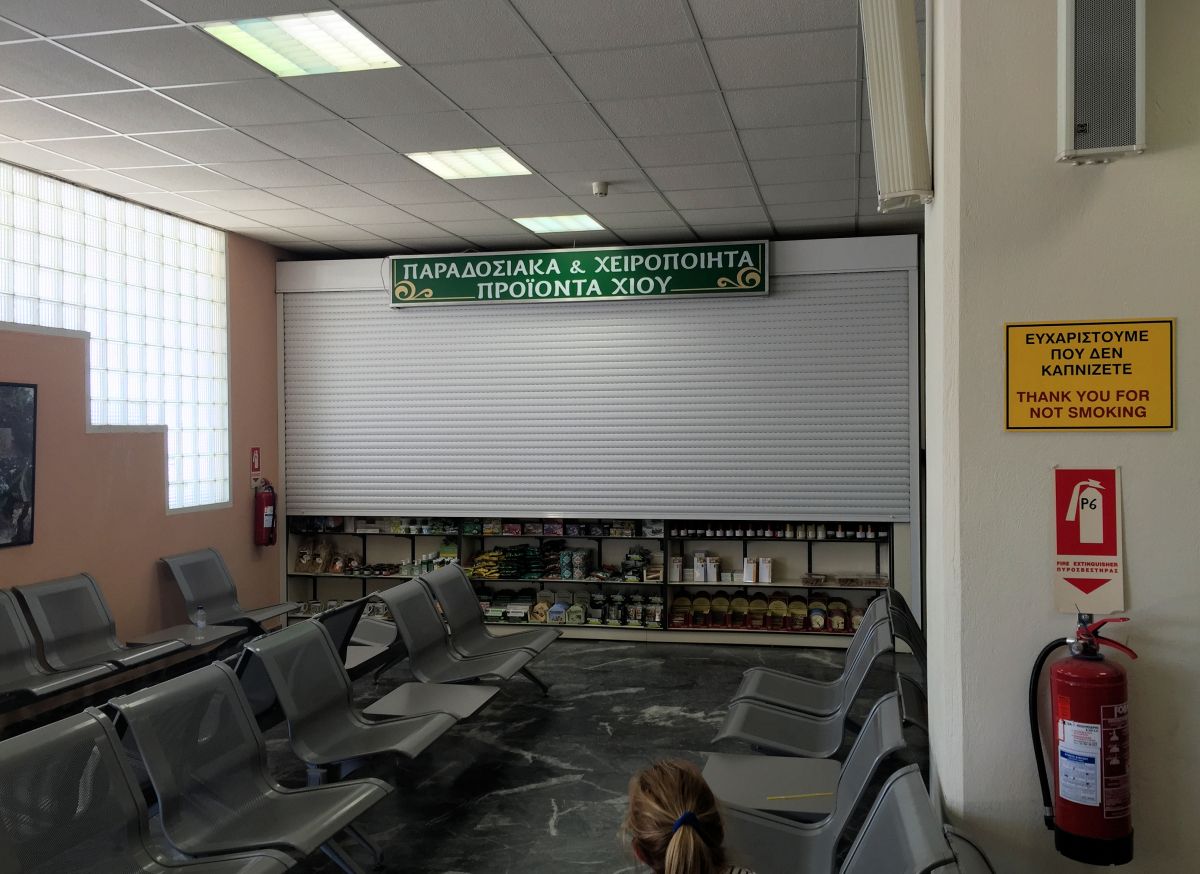 ΠΑΡΑΔΟΣΙΑΚΑ & ΧΕΙΡΟΠΟΙΗΤΑ
ΠΡΟΪΟΝΤΑ ΧΙΟΥ
ΕΥΧΑΡΙΣΤΟΥΜΕ
ΠΟΥ ΔΕΝ
ΚΑΠΝΙΖΕΤΕ
THANK YOU FOR
NOT SMOKING
P6
FIRE EXTINGUISHER
ΠΥΡΟΣΒΕΣΤΗΡΑΣ